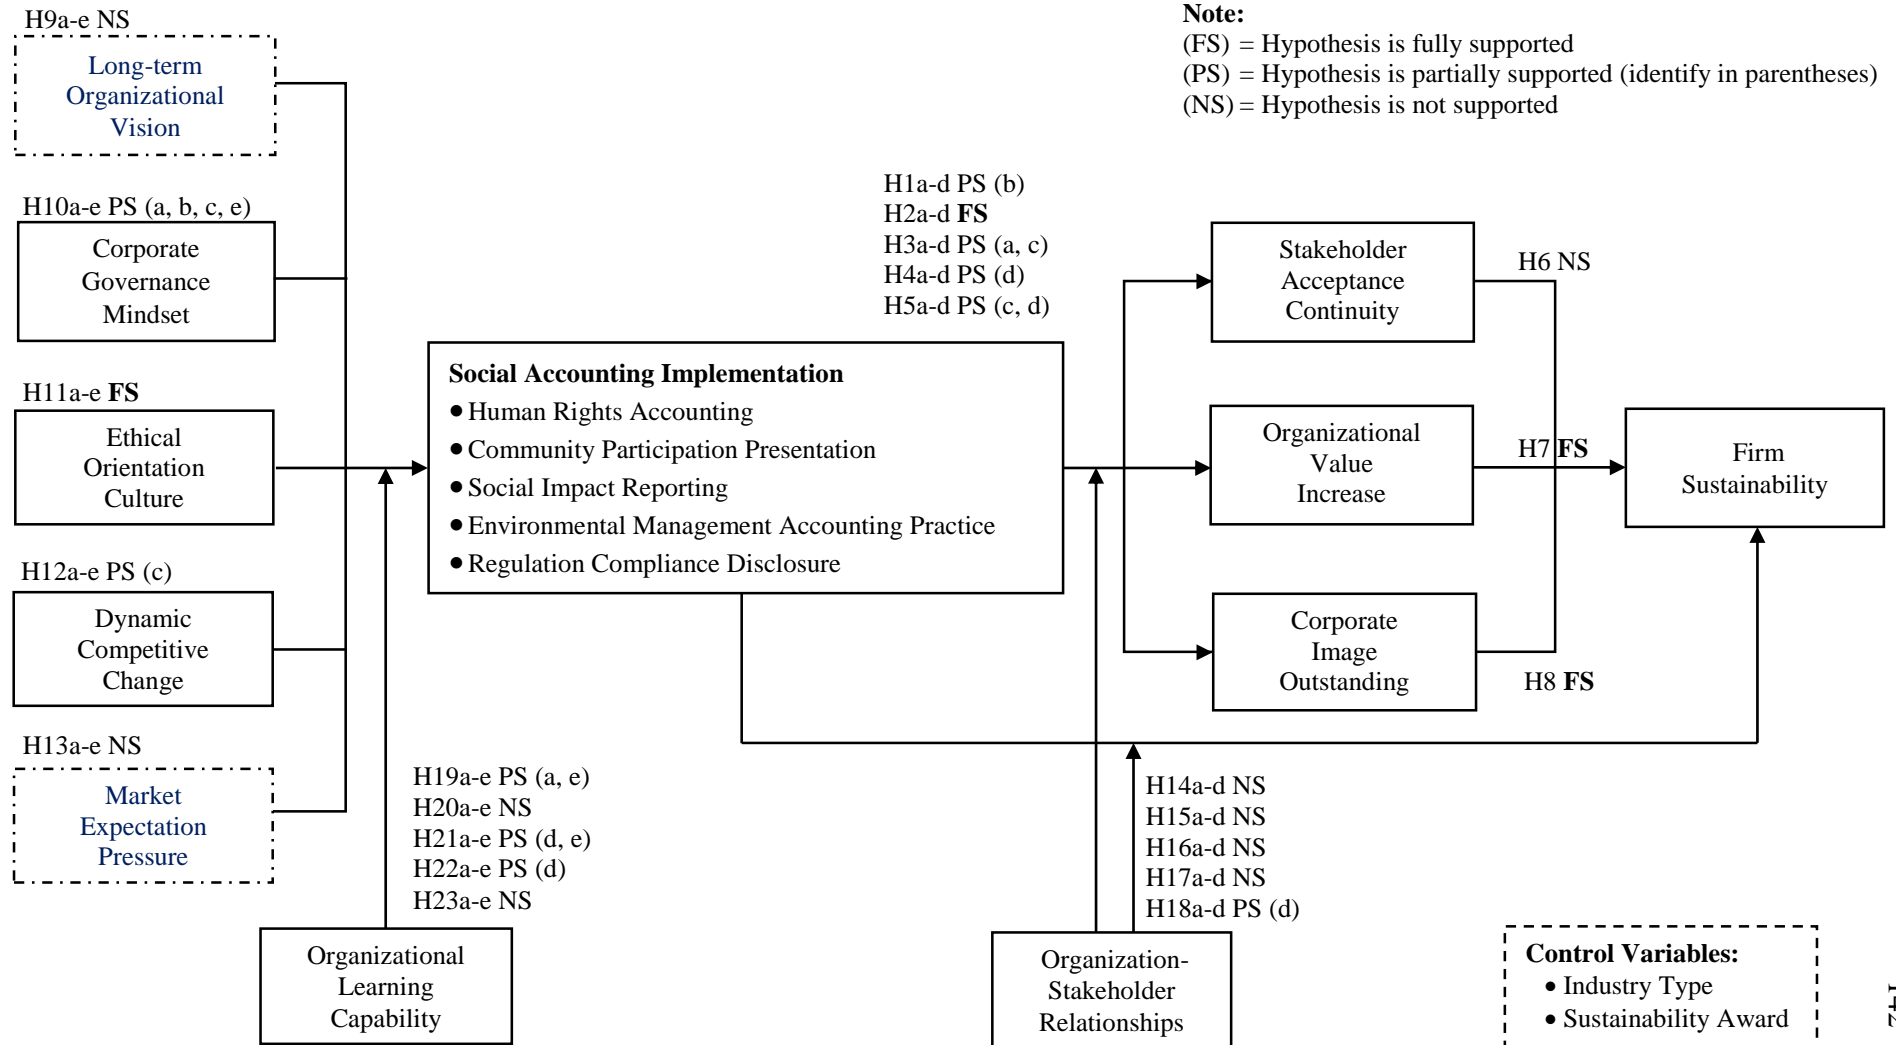 H9a-e NS
Long-term
Organizational
Vision
H10a-e PS (a, b, c, e)
Corporate
Governance
Mindset
H11a-e FS
Ethical
Orientation
Culture
H12a-e PS (c)
Dynamic
Competitive
Change
H13a-e NS
Market
Expectation
Pressure
H19a-e PS (a, e)
H20a-e NS
H21a-e PS (d, e)
H22a-e PS (d)
H23a-e NS
Organizational
Learning
Capability
Social Accounting Implementation
• Human Rights Accounting
• Community Participation Presentation
• Social Impact Reporting
• Environmental Management Accounting Practice
• Regulation Compliance Disclosure
H1a-d PS (b)
H2a-d FS
H3a-d PS (a, c)
H4a-d PS (d)
H5a-d PS (c, d)
Note:
(FS) = Hypothesis is fully supported
(PS) = Hypothesis is partially supported (identify in parentheses)
(NS) = Hypothesis is not supported
Stakeholder
Acceptance
Continuity
H6 NS
Organizational
Value
Increase
H7 FS
Corporate
Image
Outstanding
H8 FS
Firm
Sustainability
H14a-d NS
H15a-d NS
H16a-d NS
H17a-d NS
H18a-d PS (d)
Organization-
Stakeholder
Relationships
Control Variables:
• Industry Type
• Sustainability Award
142